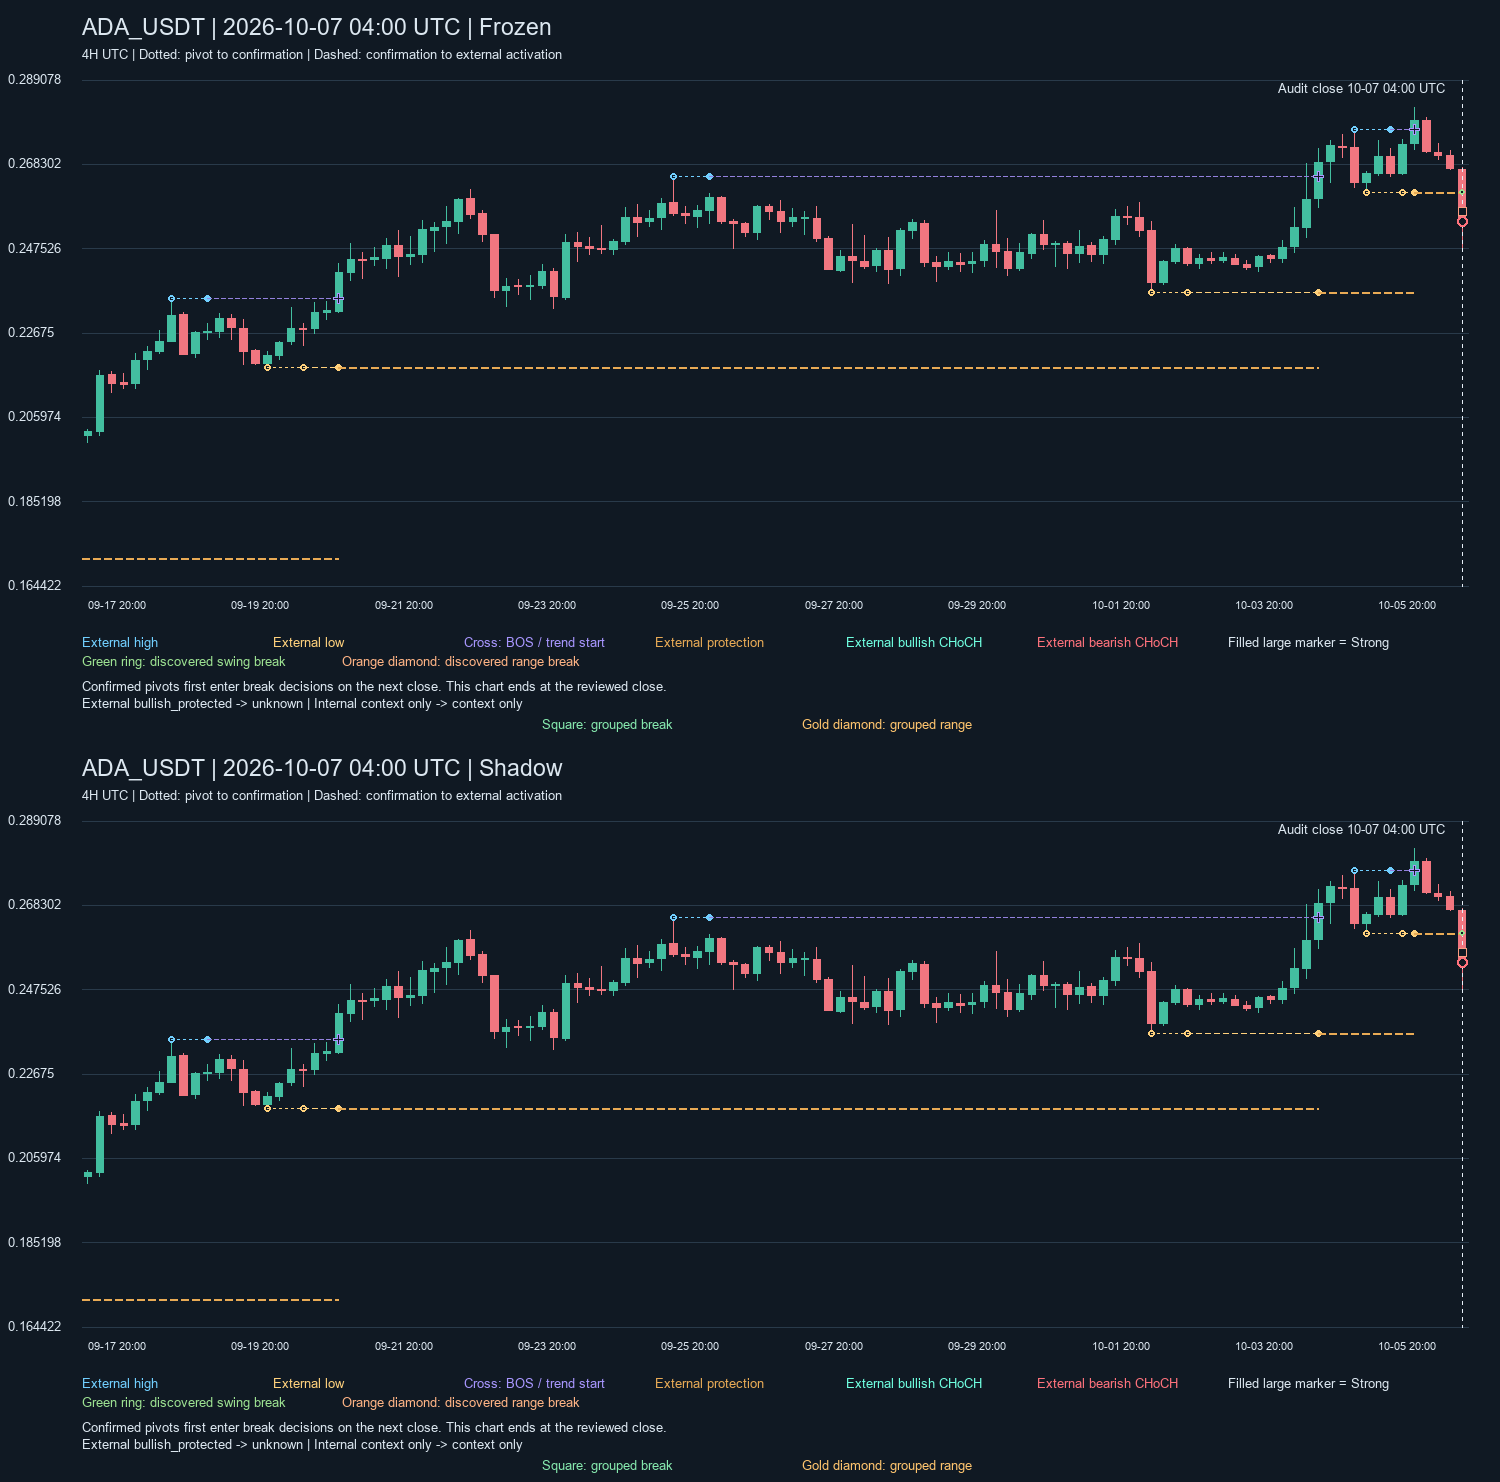 ADA_USDT | 2026-10-07 04:00 UTC | Frozen
4H UTC | Dotted: pivot to confirmation | Dashed: confirmation to external activation
0.289078
Audit close 10-07 04:00 UTC
0.268302
0.247526
0.22675
0.205974
0.185198
0.164422
09-17 20:00 09-19 20:00 09-21 20:00 09-23 20:00 09-25 20:00 09-27 20:00 09-29 20:00 10-01 20:00 10-03 20:00 10-05 20:00
External high External low Cross: BOS / trend start External protection External bullish CHoCH External bearish CHoCH Filled large marker = Strong
Green ring: discovered swing break Orange diamond: discovered range break
Confirmed pivots first enter break decisions on the next close. This chart ends at the reviewed close.
External bullish_protected -> unknown | Internal context only -> context only
Square: grouped break Gold diamond: grouped range
ADA_USDT | 2026-10-07 04:00 UTC | Shadow
4H UTC | Dotted: pivot to confirmation | Dashed: confirmation to external activation
0.289078
Audit close 10-07 04:00 UTC
0.268302
0.247526
0.22675
0.205974
0.185198
0.164422
09-17 20:00 09-19 20:00 09-21 20:00 09-23 20:00 09-25 20:00 09-27 20:00 09-29 20:00 10-01 20:00 10-03 20:00 10-05 20:00
External high External low Cross: BOS / trend start External protection External bullish CHoCH External bearish CHoCH Filled large marker = Strong
Green ring: discovered swing break Orange diamond: discovered range break
Confirmed pivots first enter break decisions on the next close. This chart ends at the reviewed close.
External bullish_protected -> unknown | Internal context only -> context only
Square: grouped break Gold diamond: grouped range